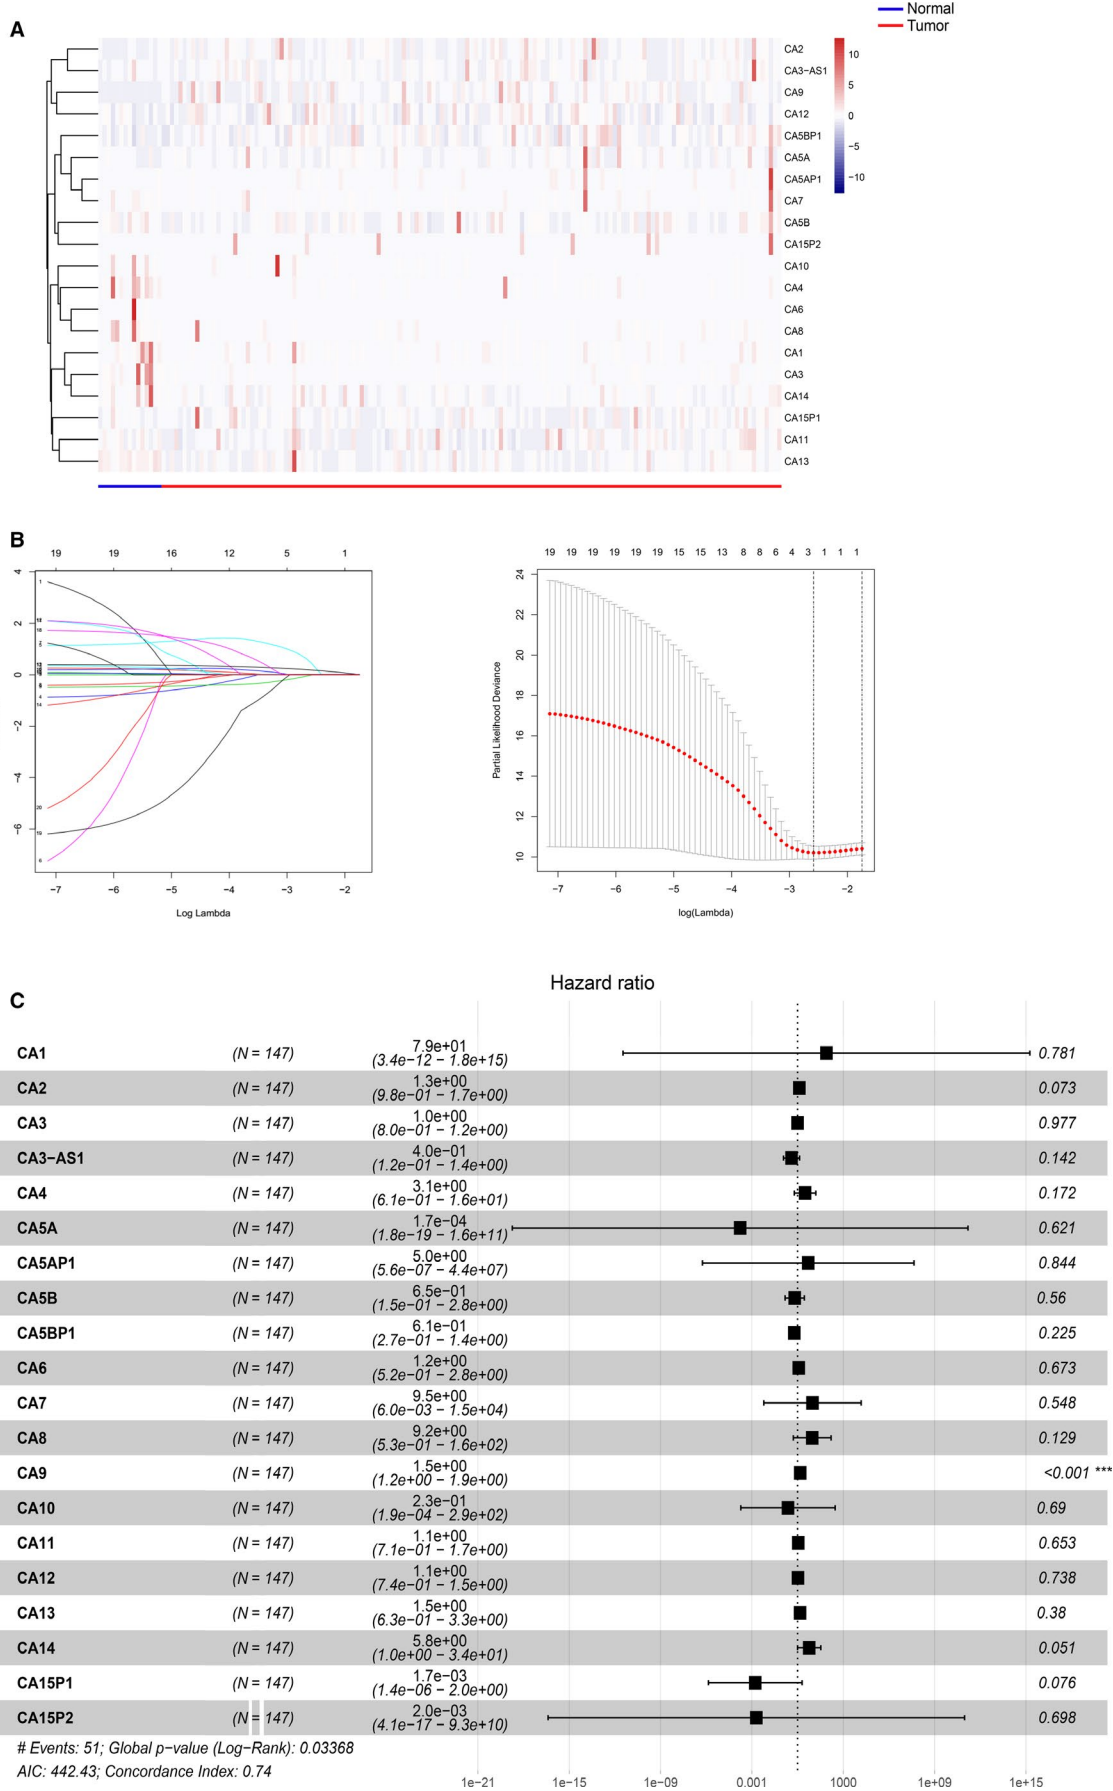 Normal
Tumor
A
CA2
CA3−AS1
CA9
CA12
CA5BP1
CA5A
CA5AP1
CA7
CA5B
CA15P2
CA10
CA4
CA6
CA8
CA1
CA3
CA14
CA15P1
CA11
CA13
10
5
0
−5
−10
B
19 19 16 12 5 1
4
2
0
−2
−4
−6
1
20
19
6
−7 −6 −5 −4 −3 −2
Log Lambda
19 19 19 19 19 19 15 15 13 8 8 6 4 3 1 1 1
24
22
20
18
16
14
12
10
Partial Likelihood Deviance
−7 −6 −5 −4 −3 −2
log(Lambda)
Hazard ratio
C
CA1 (N = 147) 7.9e+01 (3.4e−12 − 1.8e+15) 0.781
CA2 (N = 147) 1.3e+00 (9.8e−01 − 1.7e+00) 0.073
CA3 (N = 147) 1.0e+00 (8.0e−01 − 1.2e+00) 0.977
CA3−AS1 (N = 147) 4.0e−01 (1.2e−01 − 1.4e+00) 0.142
CA4 (N = 147) 3.1e+00 (6.1e−01 − 1.6e+01) 0.172
CA5A (N = 147) 1.7e−04 (1.8e−19 − 1.6e+11) 0.621
CA5AP1 (N = 147) 5.0e+00 (5.6e−07 − 4.4e+07) 0.844
CA5B (N = 147) 6.5e−01 (1.5e−01 − 2.8e+00) 0.56
CA5BP1 (N = 147) 6.1e−01 (2.7e−01 − 1.4e+00) 0.225
CA6 (N = 147) 1.2e+00 (5.2e−01 − 2.8e+00) 0.673
CA7 (N = 147) 9.5e+00 (6.0e−03 − 1.5e+04) 0.548
CA8 (N = 147) 9.2e+00 (5.3e−01 − 1.6e+02) 0.129
CA9 (N = 147) 1.5e+00 (1.2e+00 − 1.9e+00) <0.001 ***
CA10 (N = 147) 2.3e−01 (1.9e−04 − 2.9e+02) 0.69
CA11 (N = 147) 1.1e+00 (7.1e−01 − 1.7e+00) 0.653
CA12 (N = 147) 1.1e+00 (7.4e−01 − 1.5e+00) 0.738
CA13 (N = 147) 1.5e+00 (6.3e−01 − 3.3e+00) 0.38
CA14 (N = 147) 5.8e+00 (1.0e+00 − 3.4e+01) 0.051
CA15P1 (N = 147) 1.7e−03 (1.4e−06 − 2.0e+00) 0.076
CA15P2 (N = 147) 2.0e−03 (4.1e−17 − 9.3e+10) 0.698
# Events: 51; Global p−value (Log−Rank): 0.03368
AIC: 442.43; Concordance Index: 0.74
1e−21 1e−15 1e−09 0.001 1000 1e+09 1e+15